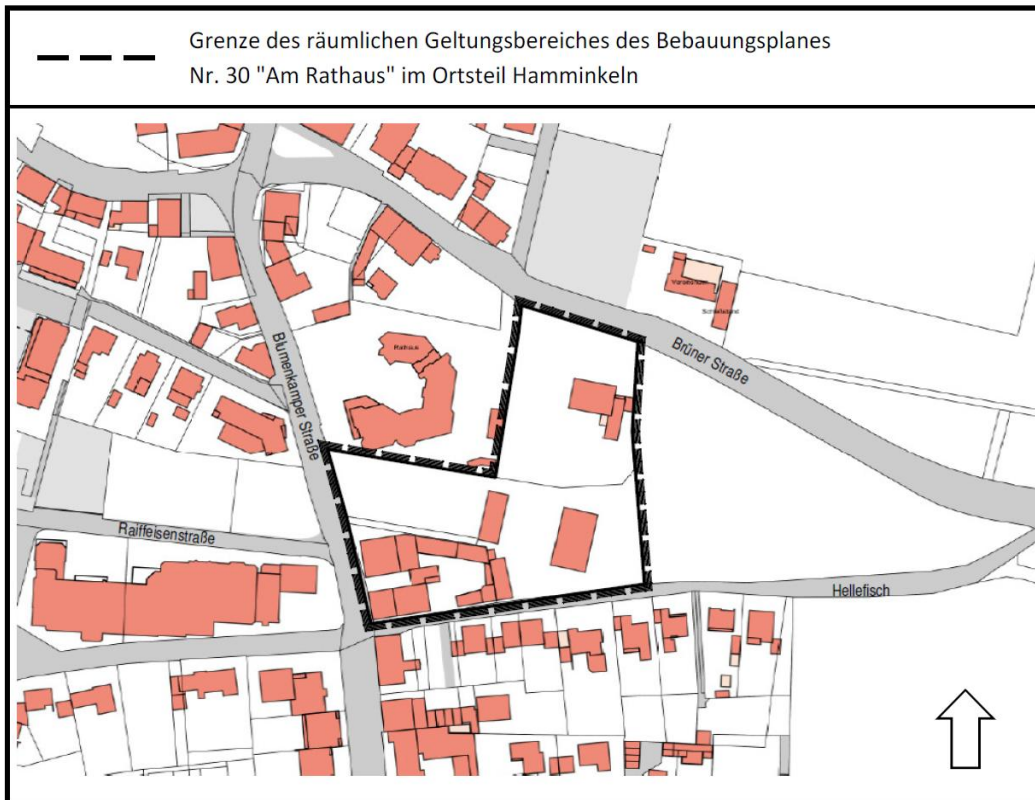 Grenze des räumlichen Geltungsbereiches des Bebauungsplanes
Nr. 30 "Am Rathaus" im Ortsteil Hamminkeln
Rathaus
Blumenkamper Straße
Brüner Straße
Raiffeisenstraße
Hellefisch